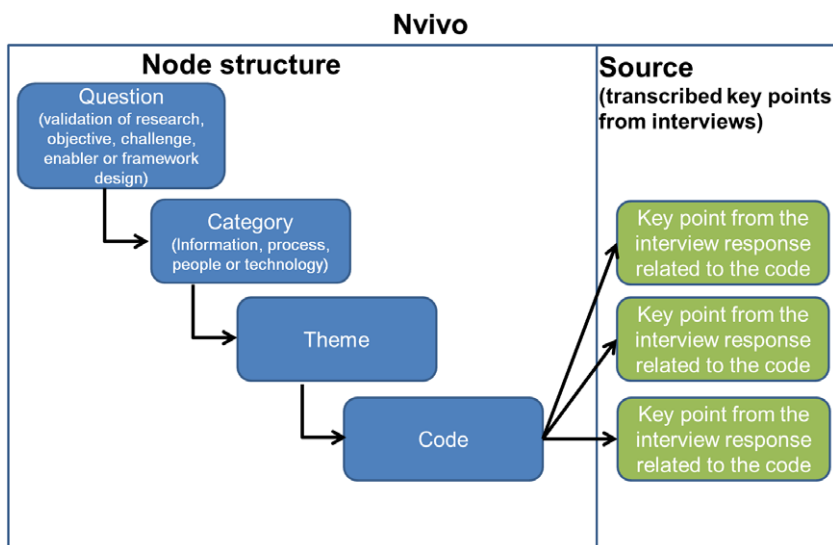 Nvivo
Node structure
Question
(validation of research,
objective, challenge,
enabler or framework
design)
Category
(Information, process,
people or technology)
Theme
Code
Source
(transcribed key points
from interviews)
Key point from the
interview response
related to the code
Key point from the
interview response
related to the code
Key point from the
interview response
related to the code